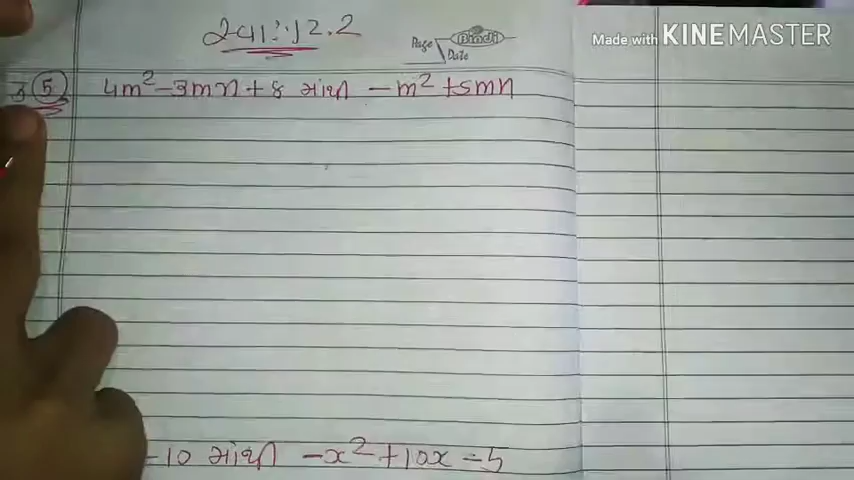 સ્વા. 12.2
Page
Date
Made with KINEMASTER
3 (5) 4m² - 3mn + 8 માંથી - m² + 5mn
-10 માંથી -x² + 10x - 5